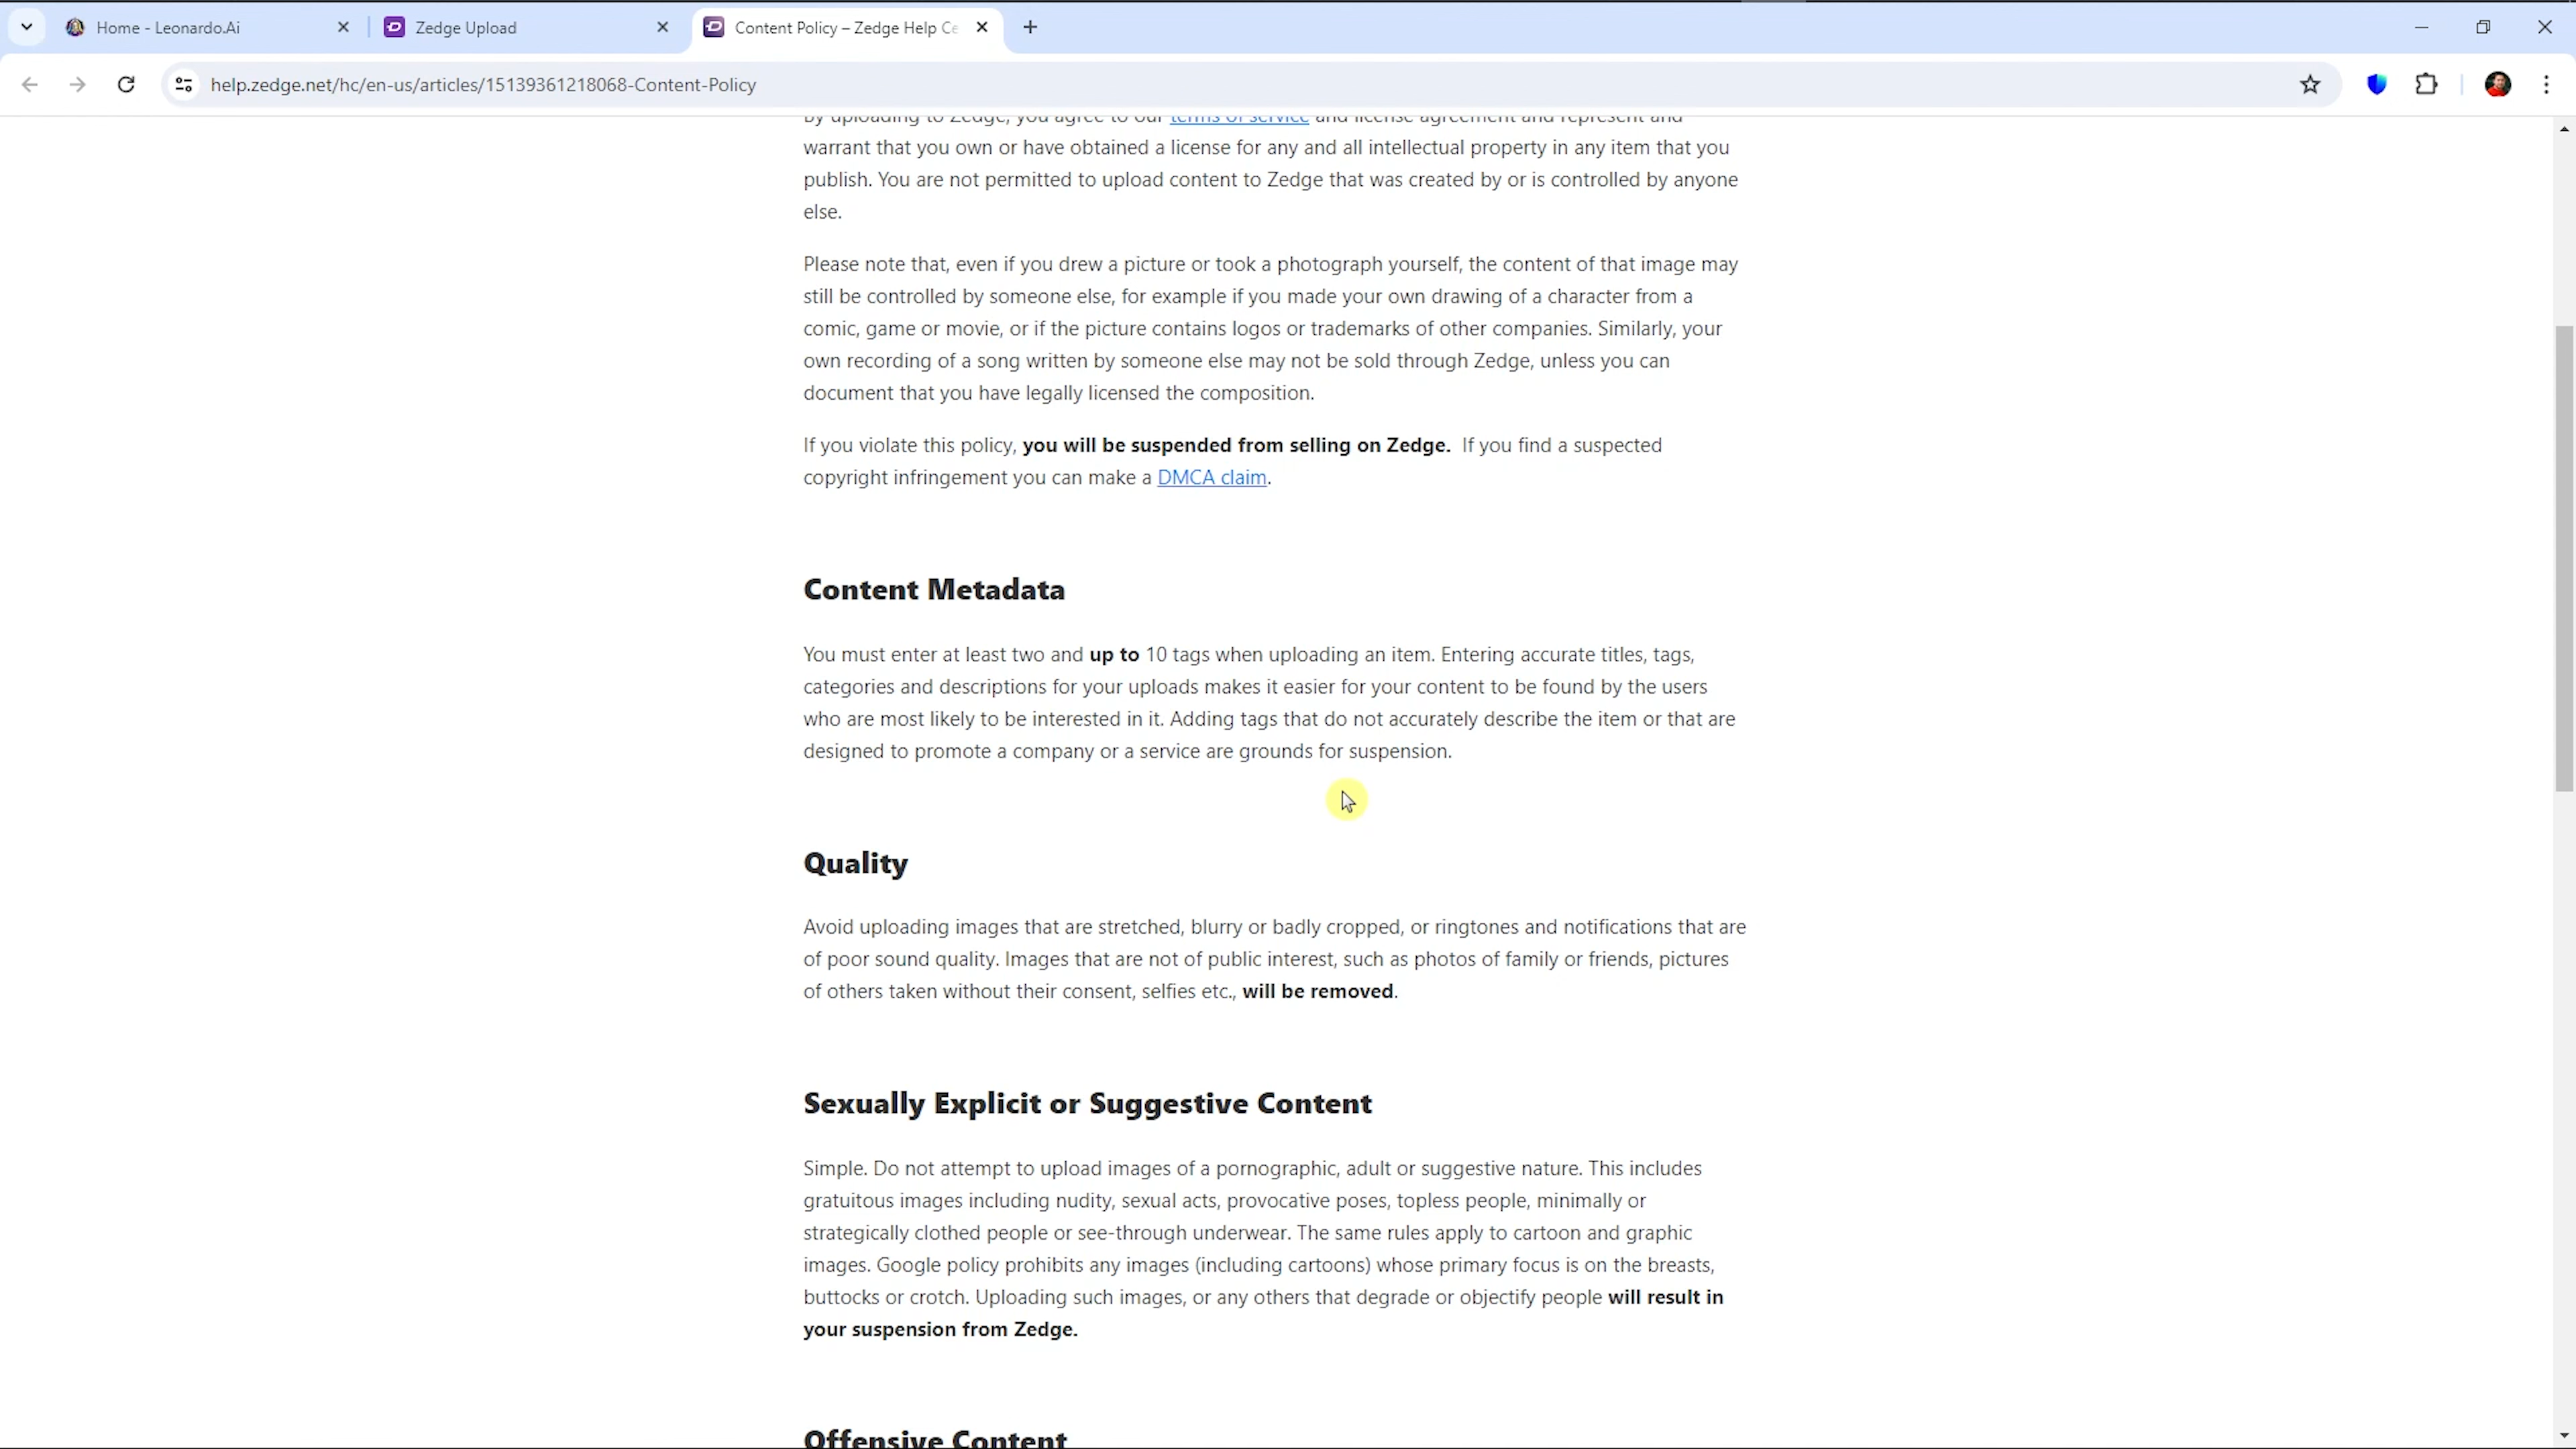 Home - Leonardo.Ai
Zedge Upload
Content Policy – Zedge Help Ce
help.zedge.net/hc/en-us/articles/15139361218068-Content-Policy
By uploading to Zedge, you agree to our terms of service and license agreement and represent and
warrant that you own or have obtained a license for any and all intellectual property in any item that you
publish. You are not permitted to upload content to Zedge that was created by or is controlled by anyone
else.
Please note that, even if you drew a picture or took a photograph yourself, the content of that image may
still be controlled by someone else, for example if you made your own drawing of a character from a
comic, game or movie, or if the picture contains logos or trademarks of other companies. Similarly, your
own recording of a song written by someone else may not be sold through Zedge, unless you can
document that you have legally licensed the composition.
If you violate this policy, you will be suspended from selling on Zedge. If you find a suspected
copyright infringement you can make a DMCA claim.
Content Metadata
You must enter at least two and up to 10 tags when uploading an item. Entering accurate titles, tags,
categories and descriptions for your uploads makes it easier for your content to be found by the users
who are most likely to be interested in it. Adding tags that do not accurately describe the item or that are
designed to promote a company or a service are grounds for suspension.
Quality
Avoid uploading images that are stretched, blurry or badly cropped, or ringtones and notifications that are
of poor sound quality. Images that are not of public interest, such as photos of family or friends, pictures
of others taken without their consent, selfies etc., will be removed.
Sexually Explicit or Suggestive Content
Simple. Do not attempt to upload images of a pornographic, adult or suggestive nature. This includes
gratuitous images including nudity, sexual acts, provocative poses, topless people, minimally or
strategically clothed people or see-through underwear. The same rules apply to cartoon and graphic
images. Google policy prohibits any images (including cartoons) whose primary focus is on the breasts,
buttocks or crotch. Uploading such images, or any others that degrade or objectify people will result in
your suspension from Zedge.
Offensive Content